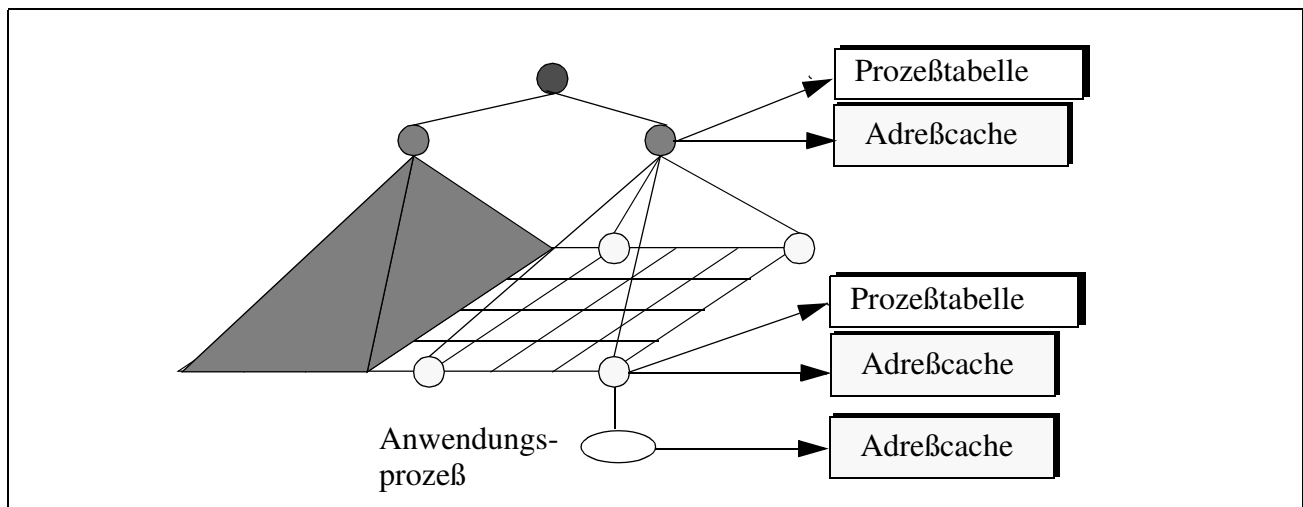 Prozeßtabelle
Adreßcache
Prozeßtabelle
Adreßcache
Anwendungs-
prozeß
Adreßcache